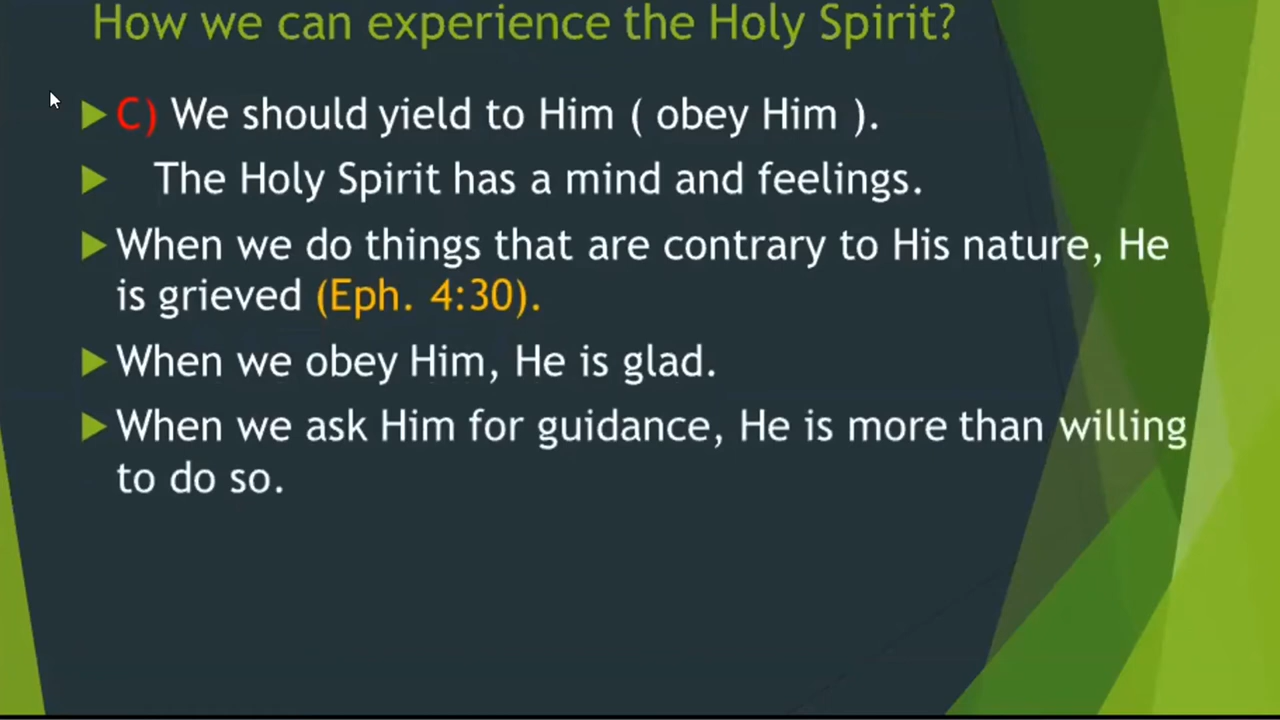 How we can experience the Holy Spirit?
C) We should yield to Him ( obey Him ).
The Holy Spirit has a mind and feelings.
When we do things that are contrary to His nature, He
is grieved (Eph. 4:30).
When we obey Him, He is glad.
When we ask Him for guidance, He is more than willing
to do so.